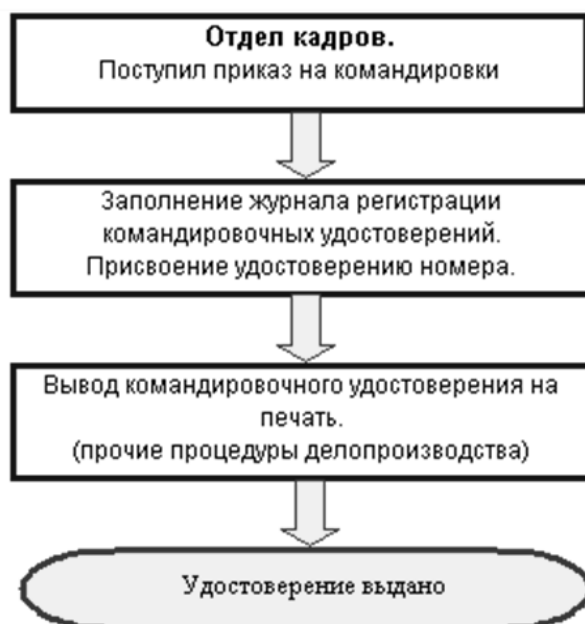 Отдел кадров.
Поступил приказ на командировки
Заполнение журнала регистрации
командировочных удостоверений.
Присвоение удостоверению номера.
Вывод командировочного удостоверения на
печать.
(прочие процедуры делопроизводства)
Удостоверение выдано